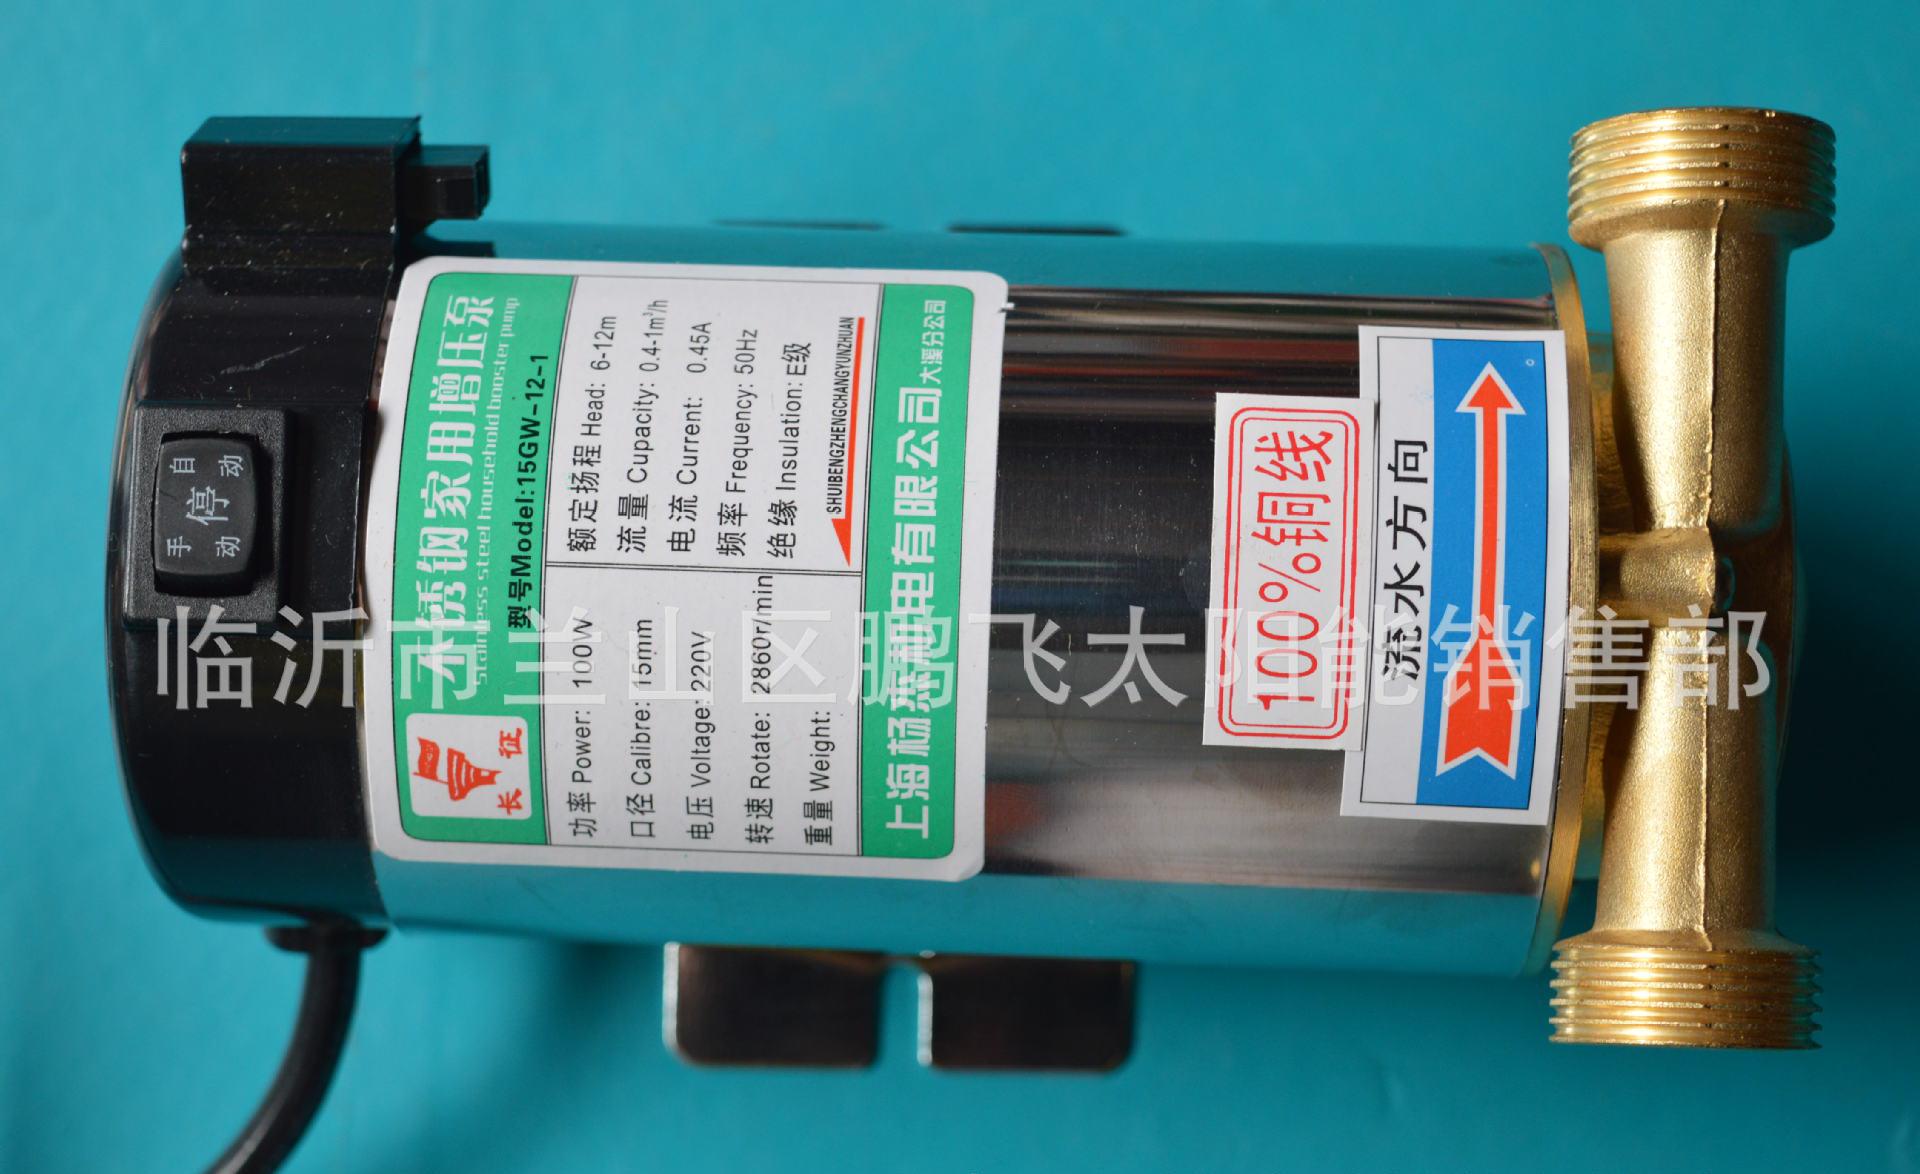 不锈钢家用增压泵
stainless steel household booster pump
型号Model:15GW-12-1
长征
功率 Power: 100W
额定扬程 Head: 6-12m
口径 Calibre: 15mm
流量 Cupacity: 0.4-1m³/h
电压 Voltage: 220V
电流 Current: 0.45A
转速 Rotate: 2860r/min
频率 Frequency: 50Hz
重量 Weight:
绝缘 Insulation: E级
SHUIBENGZHENGCHANGYUNZHUAN
上海杨杰机电有限公司大溪分公司
手动 停 自动
100%铜线
流水方向
临沂市兰山区鹏飞太阳能销售部